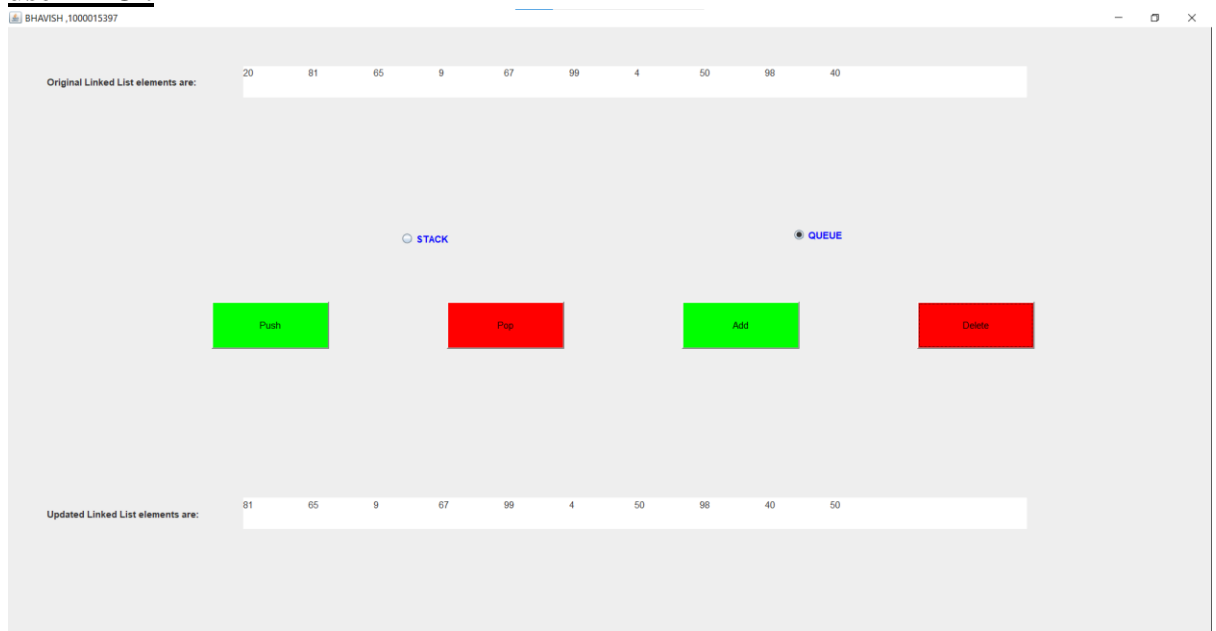 BHAVISH ,1000015397
Original Linked List elements are: 20 81 65 9 67 99 4 50 98 40
STACK QUEUE
Push Pop Add Delete
Updated Linked List elements are: 81 65 9 67 99 4 50 98 40 50